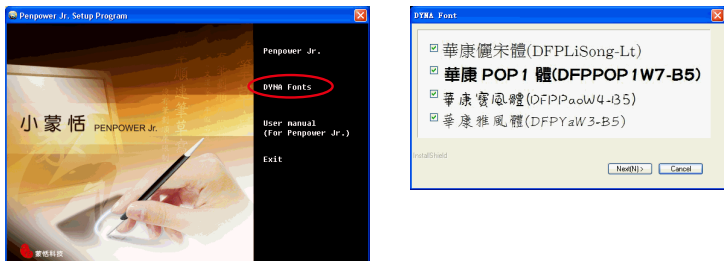 Penpower Jr. Setup Program
Penpower Jr.
DYNA Fonts
User manual
(For Penpower Jr.)
Exit
小蒙恬 PENPOWER Jr.
蒙恬科技
DYNA Font
華康儷宋體(DFPLiSong-Lt)
華康 POP1 體(DFPPOP1W7-B5)
華康寶風體(DFPPaoW4-B5)
華康雅風體(DFPYaW3-B5)
InstallShield
Next(N)>
Cancel